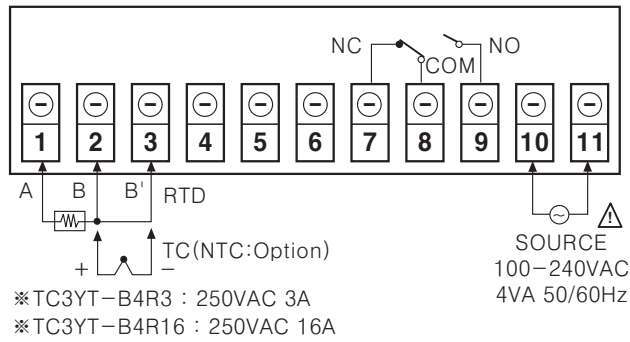 NC NO
COM
1 2 3 4 5 6 7 8 9 10 11
A B B' RTD
TC(NTC:Option)
+ −
SOURCE
100−240VAC
4VA 50/60Hz
※TC3YT−B4R3 : 250VAC 3A
※TC3YT−B4R16 : 250VAC 16A